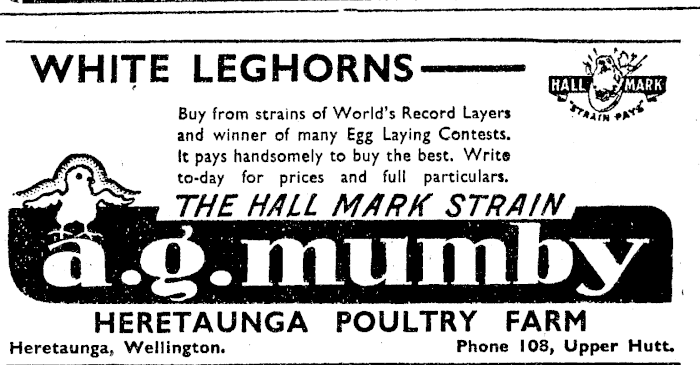 WHITE LEGHORNS—
HALL MARK
"STRAIN PAYS"
Buy from strains of World's Record Layers
and winner of many Egg Laying Contests.
It pays handsomely to buy the best. Write
to-day for prices and full particulars.
THE HALL MARK STRAIN
a.g.mumby
HERETAUNGA POULTRY FARM
Heretaunga, Wellington.
Phone 108, Upper Hutt.